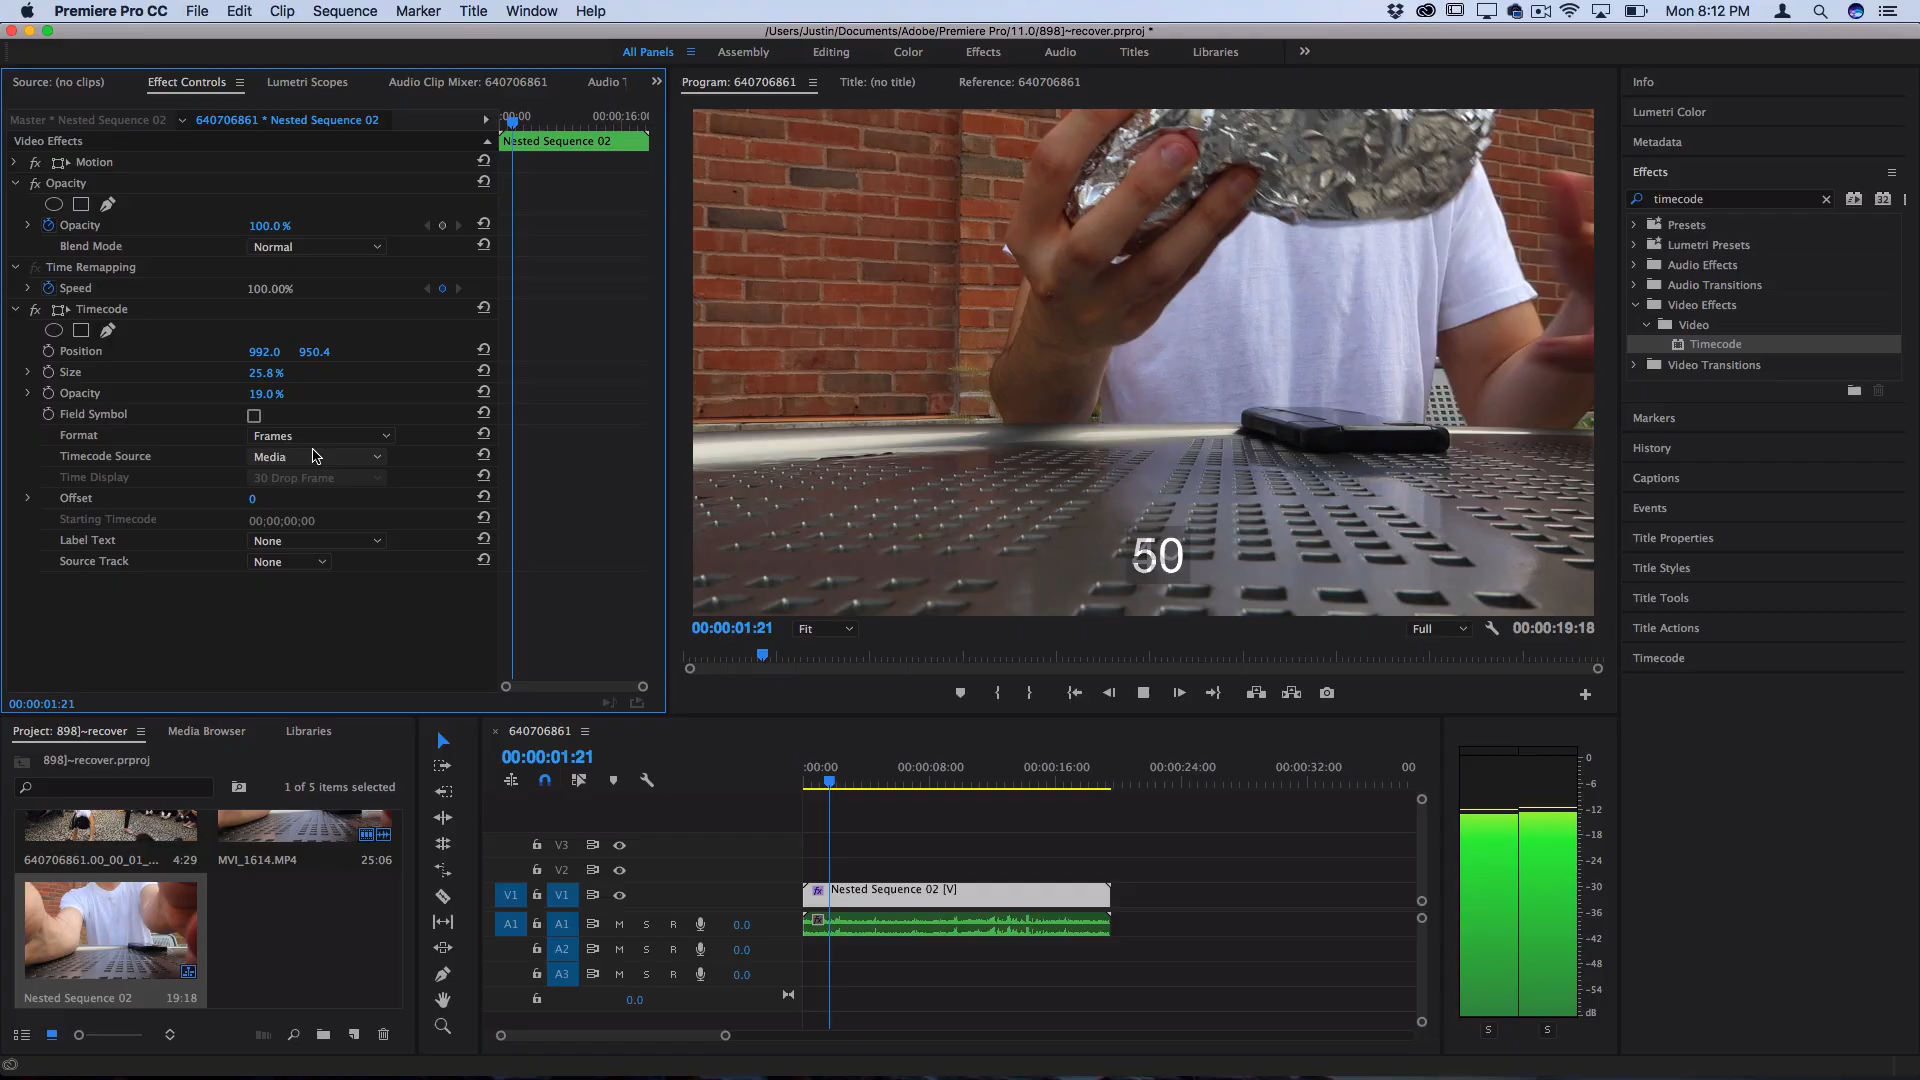 Premiere Pro CC File Edit Clip Sequence Marker Title Window Help Mon 8:12 PM
/Users/Justin/Documents/Adobe/Premiere Pro/11.0/898]~recover.prproj *
All Panels Assembly Editing Color Effects Audio Titles Libraries
Source: (no clips) Effect Controls Lumetri Scopes Audio Clip Mixer: 640706861 Audio T
Master * Nested Sequence 02 640706861 * Nested Sequence 02
:00:00 00:00:16:0
Video Effects
Nested Sequence 02
fx Motion
fx Opacity
Opacity 100.0 %
Blend Mode Normal
fx Time Remapping
Speed 100.00%
fx Timecode
Position 992.0 950.4
Size 25.8 %
Opacity 19.0 %
Field Symbol
Format Frames
Timecode Source Media
Time Display 30 Drop Frame
Offset 0
Starting Timecode 00;00;00;00
Label Text None
Source Track None
00:00:01:21
Program: 640706861 Title: (no title) Reference: 640706861
50
00:00:01:21 Fit Full 00:00:19:18
Info
Lumetri Color
Metadata
Effects
timecode 32
Presets
Lumetri Presets
Audio Effects
Audio Transitions
Video Effects
Video
Timecode
Video Transitions
Markers
History
Captions
Events
Title Properties
Title Styles
Title Tools
Title Actions
Timecode
Project: 898]~recover Media Browser Libraries
898]~recover.prproj
1 of 5 items selected
640706861.00_00_01_... 4:29 MVI_1614.MP4 25:06
Nested Sequence 02 19:18
× 640706861
00:00:01:21
:00:00 00:00:08:00 00:00:16:00 00:00:24:00 00:00:32:00 00
V3
V2
V1 V1 fx Nested Sequence 02 [V]
A1 A1 M S R 0.0 fx
A2 M S R 0.0
A3 M S R 0.0
0.0
0
-6
-12
-18
-24
-30
-36
-42
-48
-54
dB
S S